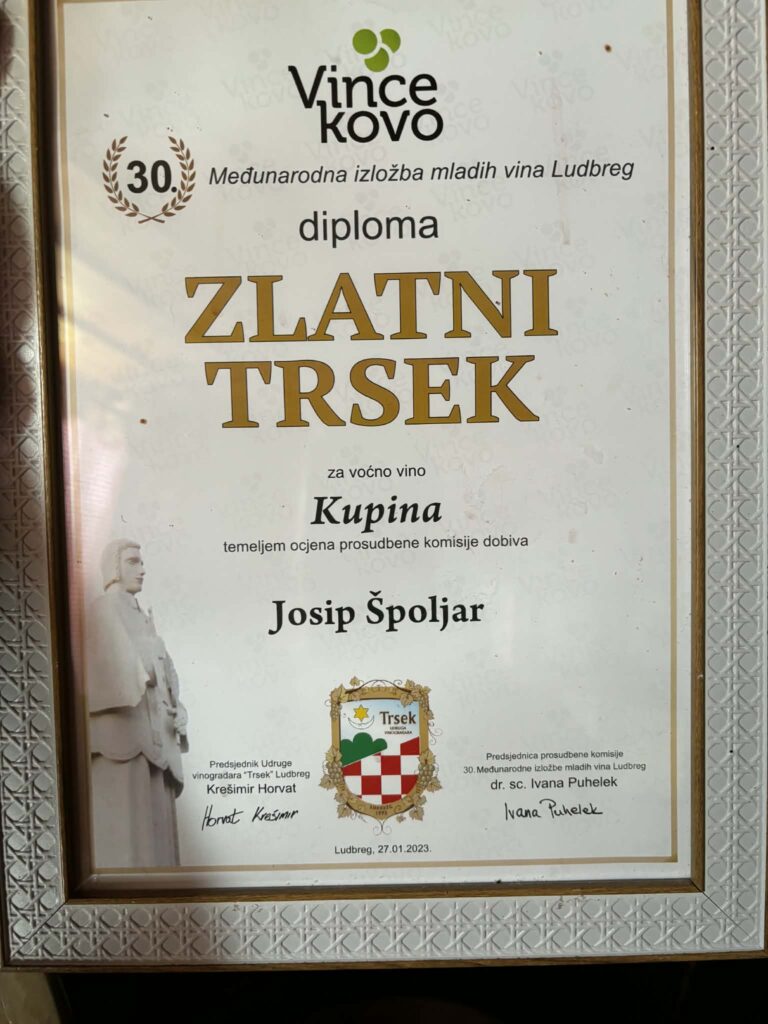 Vince
kovo
30.
Međunarodna izložba mladih vina Ludbreg
diploma
ZLATNI
TRSEK
za voćno vino
Kupina
temeljem ocjena prosudbene komisije dobiva
Josip Špoljar
Trsek
UDRUGA
VINOGRADARA
Predsjednik Udruge
vinogradara "Trsek" Ludbreg
Krešimir Horvat
Horvat Krešimir
Predsjednica prosudbene komisije
30. Međunarodne izložbe mladih vina Ludbreg
dr. sc. Ivana Puhelek
Ivana Puhelek
Ludbreg, 27.01.2023.